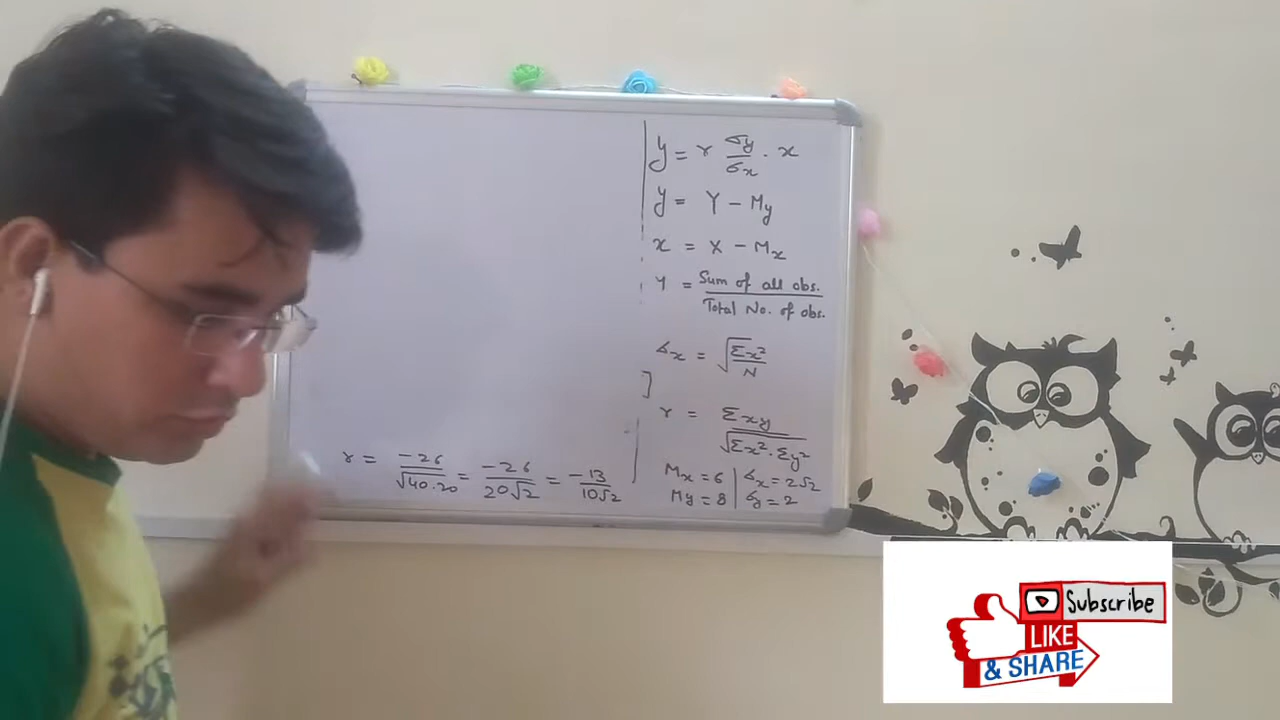 y = r σy/σx . x
y = Y - My
x = X - Mx
Y = Sum of all obs. / Total No. of obs.
σx = √Σx²/N
r = Σxy / √Σx².Σy²
Mx = 6 | σx = 2√2
My = 8 | σy = 2
r = -26/√40.20 = -26/20√2 = -13/10√2
Subscribe
LIKE
& SHARE